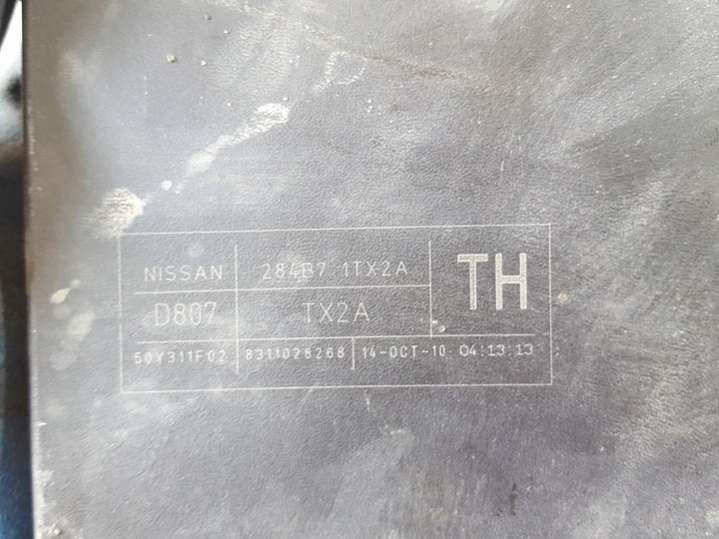 NISSAN 284B7 1TX2A TH
D807 TX2A
50Y311F02 8311028268 14-OCT-10 04:13:13